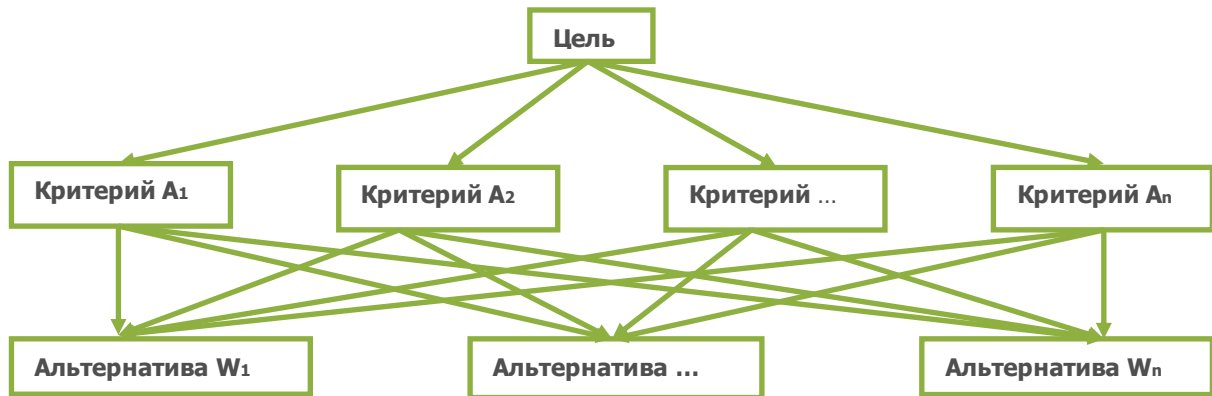 Цель
Критерий A1
Критерий A2
Критерий ...
Критерий An
Альтернатива W1
Альтернатива ...
Альтернатива Wn